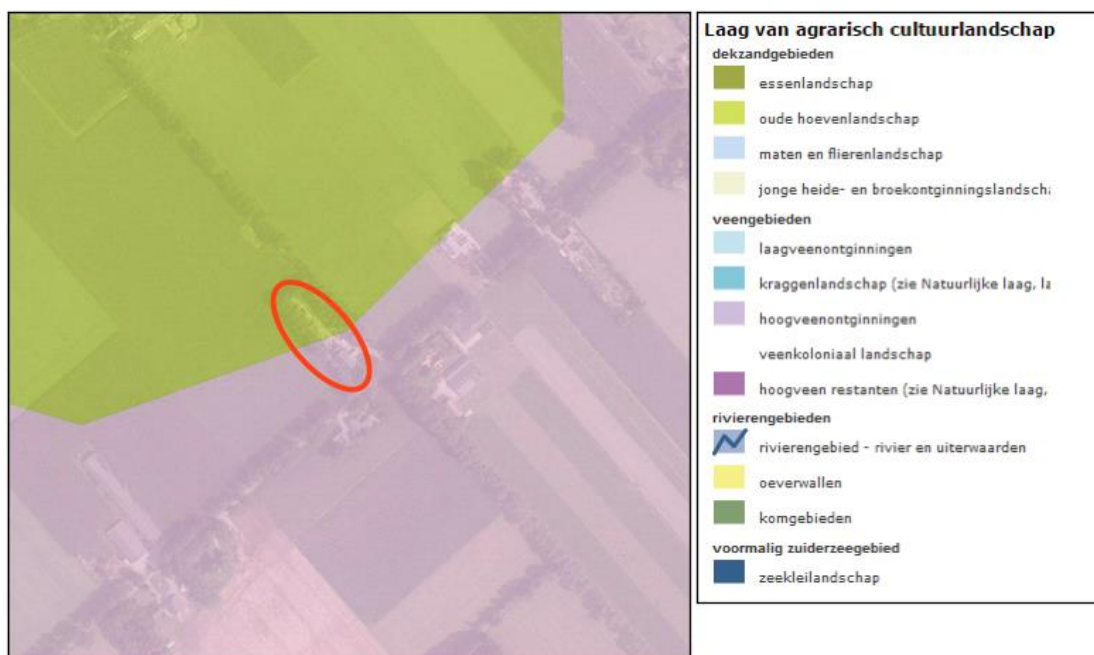 Laag van agrarisch cultuurlandschap
dekzandgebieden
essenlandschap
oude hoevenlandschap
maten en flierenlandschap
jonge heide- en broekontginningslandscha
veengebieden
laagveenontginningen
kraggenlandschap (zie Natuurlijke laag, la
hoogveenontginningen
veenkoloniaal landschap
hoogveen restanten (zie Natuurlijke laag,
rivierengebieden
rivierengebied - rivier en uiterwaarden
oeverwallen
komgebieden
voormalig zuiderzeegebied
zeekleilandschap